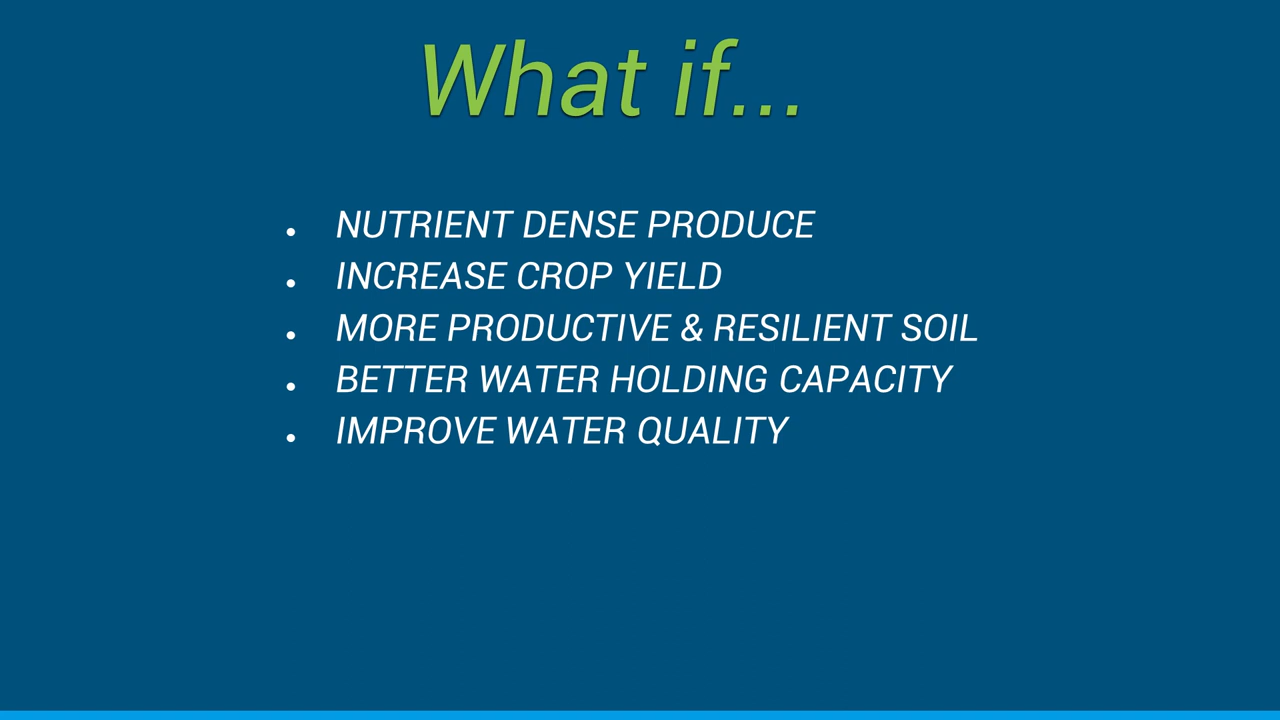 What if...
• NUTRIENT DENSE PRODUCE
• INCREASE CROP YIELD
• MORE PRODUCTIVE & RESILIENT SOIL
• BETTER WATER HOLDING CAPACITY
• IMPROVE WATER QUALITY